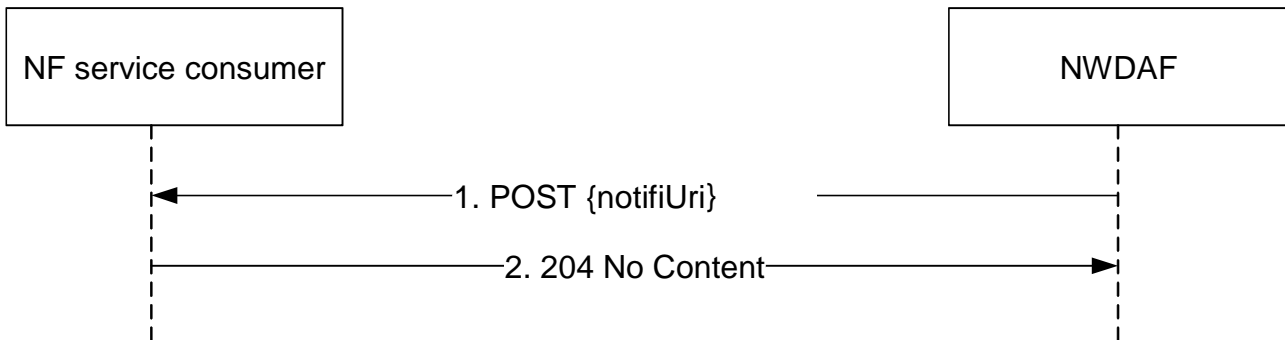 NF service consumer
NWDAF
1. POST {notifiUri}
2. 204 No Content